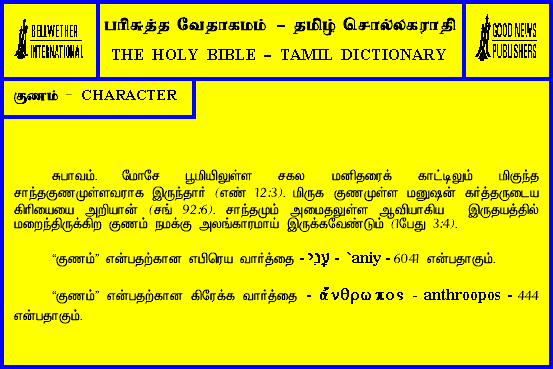 BELLWETHER
INTERNATIONAL
பரிசுத்த வேதாகமம் – தமிழ் சொல்லகராதி
THE HOLY BIBLE – TAMIL DICTIONARY
GOOD NEWS
PUBLISHERS
குணம் – CHARACTER
சுபாவம். மோசே பூமியிலுள்ள சகல மனிதரைக் காட்டிலும் மிகுந்த
சாந்தகுணமுள்ளவராக இருந்தார் (எண் 12:3). மிருக குணமுள்ள மனுஷன் கர்த்தருடைய
கிரியையை அறியான் (சங் 92:6). சாந்தமும் அமைதலுள்ள ஆவியாகிய இருதயத்தில்
மறைந்திருக்கிற குணம் நமக்கு அலங்காரமாய் இருக்கவேண்டும் (1பேது 3:4).
“குணம்” என்பதற்கான எபிரெய வார்த்தை - עָנִי - `aniy - 6041 என்பதாகும்.
“குணம்” என்பதற்கான கிரேக்க வார்த்தை - ἄνθρωπος - anthroopos - 444
என்பதாகும்.